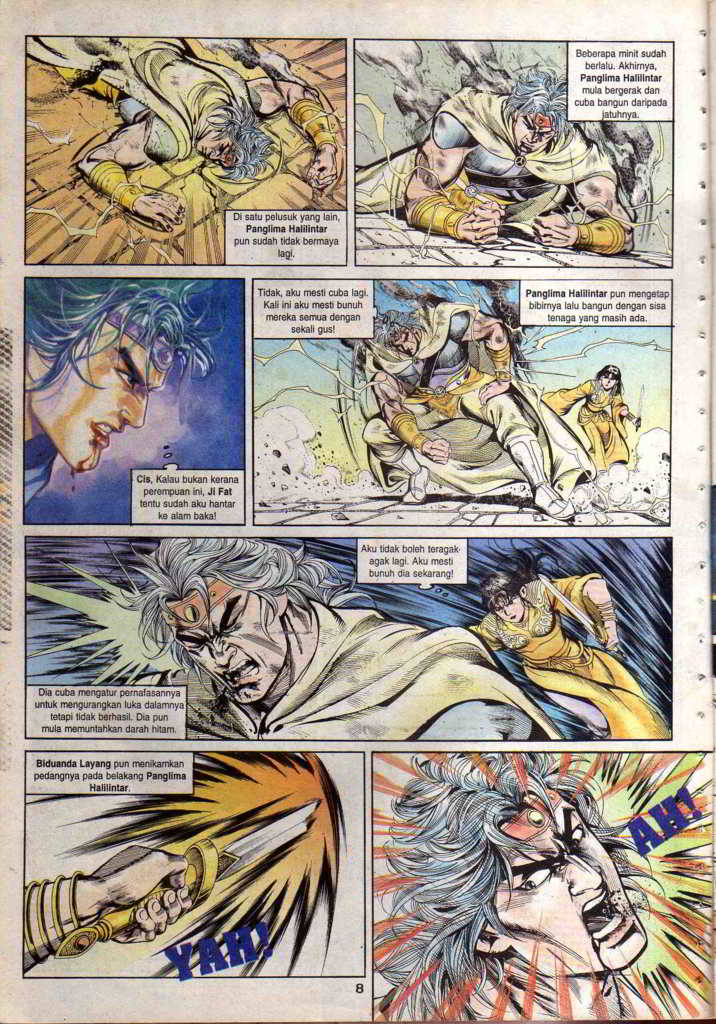 Di satu pelusuk yang lain,
Panglima Halilintar
pun sudah tidak bermaya
lagi.
Beberapa minit sudah
berlalu. Akhirnya,
Panglima Halilintar
mula bergerak dan
cuba bangun daripada
jatuhnya.
Cis, Kalau bukan kerana
perempuan ini, Ji Fat
tentu sudah aku hantar
ke alam baka!
Tidak, aku mesti cuba lagi.
Kali ini aku mesti bunuh
mereka semua dengan
sekali gus!
Panglima Halilintar pun mengetap
bibirnya lalu bangun dengan sisa
tenaga yang masih ada.
Aku tidak boleh teragak-
agak lagi. Aku mesti
bunuh dia sekarang!
Dia cuba mengatur pernafasannya
untuk mengurangkan luka dalamnya
tetapi tidak berhasil. Dia pun
mula memuntahkan darah hitam.
Biduanda Layang pun menikamkan
pedangnya pada belakang Panglima
Halilintar.
YAH!
AH!
8